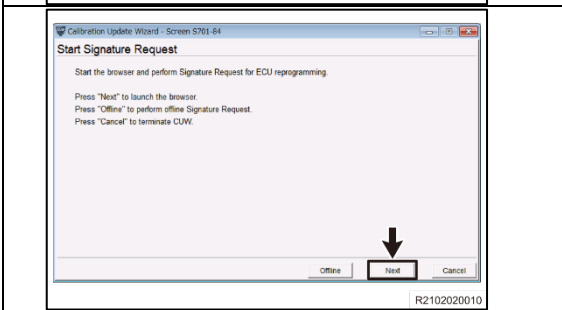 Calibration Update Wizard - Screen S701-84
Start Signature Request
Start the browser and perform Signature Request for ECU reprogramming.
Press "Next" to launch the browser.
Press "Offline" to perform offline Signature Request.
Press "Cancel" to terminate CUW.
Offline Next Cancel
R2102020010